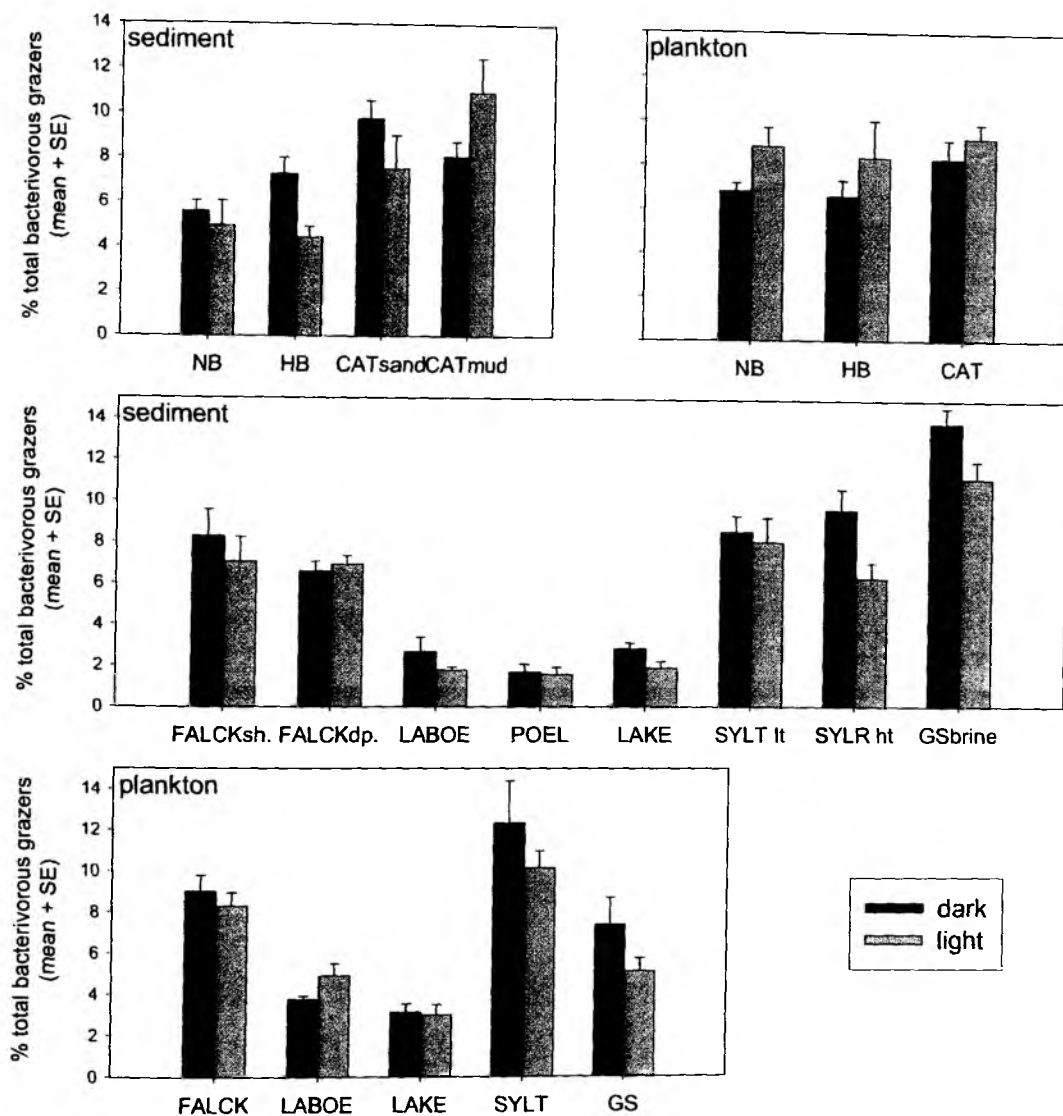 sediment
14
12
10
8
6
4
2
0
% total bacterivorous grazers
(mean + SE)
NB HB CATsand CATmud
plankton
NB HB CAT
sediment
14
12
10
8
6
4
2
0
% total bacterivorous grazers
(mean + SE)
FALCKsh. FALCKdp. LABOE POEL LAKE SYLT lt SYLR ht GSbrine
plankton
14
12
10
8
6
4
2
0
% total bacterivorous grazers
(mean + SE)
FALCK LABOE LAKE SYLT GS
dark
light